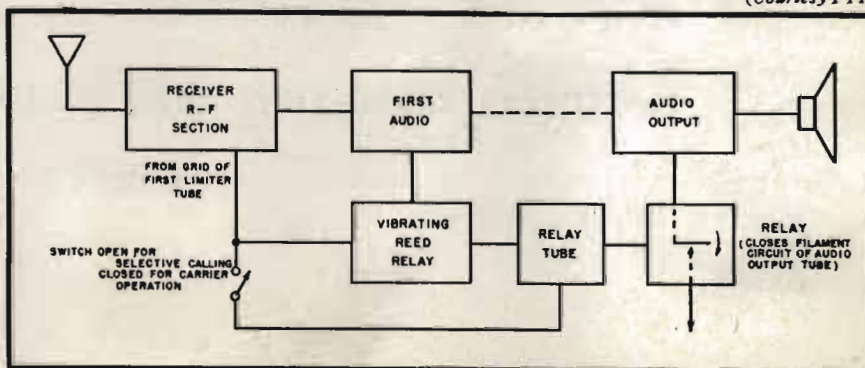 (Courtesy
RECEIVER
R-F
SECTION
FIRST
AUDIO
AUDIO
OUTPUT
FROM GRID OF
FIRST LIMITER
TUBE
VIBRATING
REED
RELAY
RELAY
TUBE
RELAY
(CLOSES FILAMENT
CIRCUIT OF AUDIO
OUTPUT TUBE)
SWITCH OPEN FOR
SELECTIVE CALLING
CLOSED FOR CARRIER
OPERATION